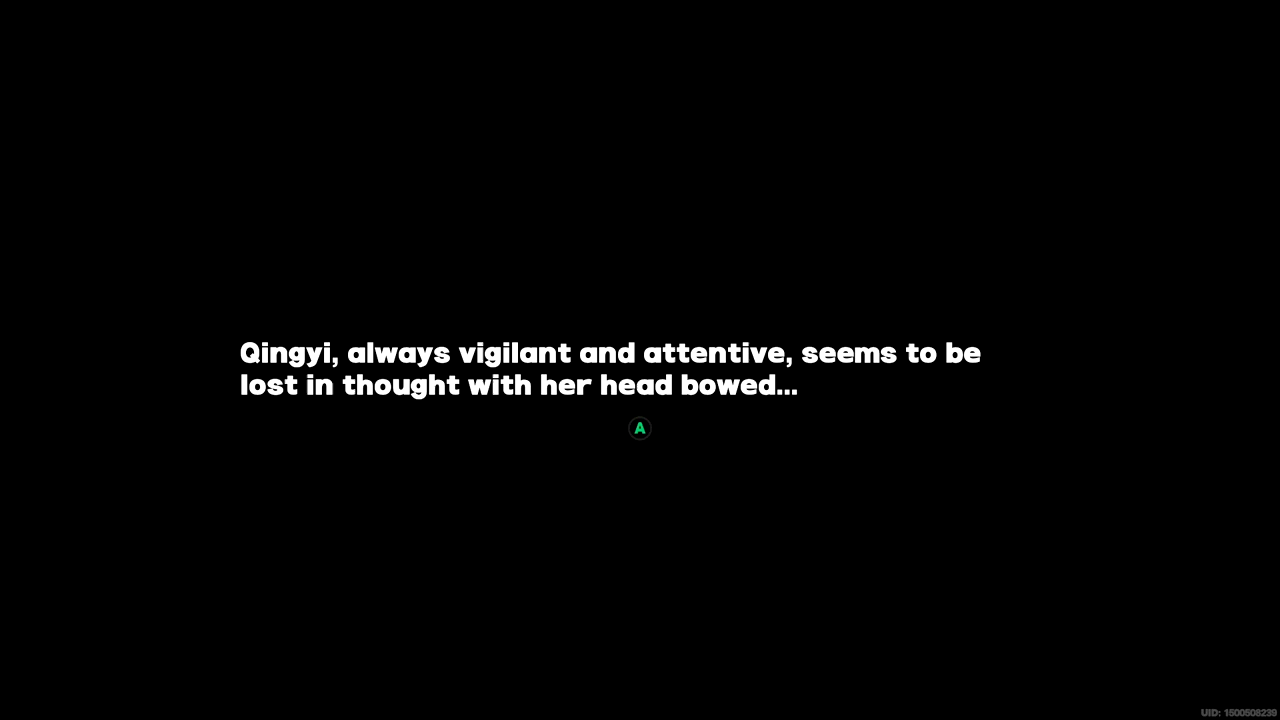 Qingyi, always vigilant and attentive, seems to be
lost in thought with her head bowed...
A
UID: 1500508239